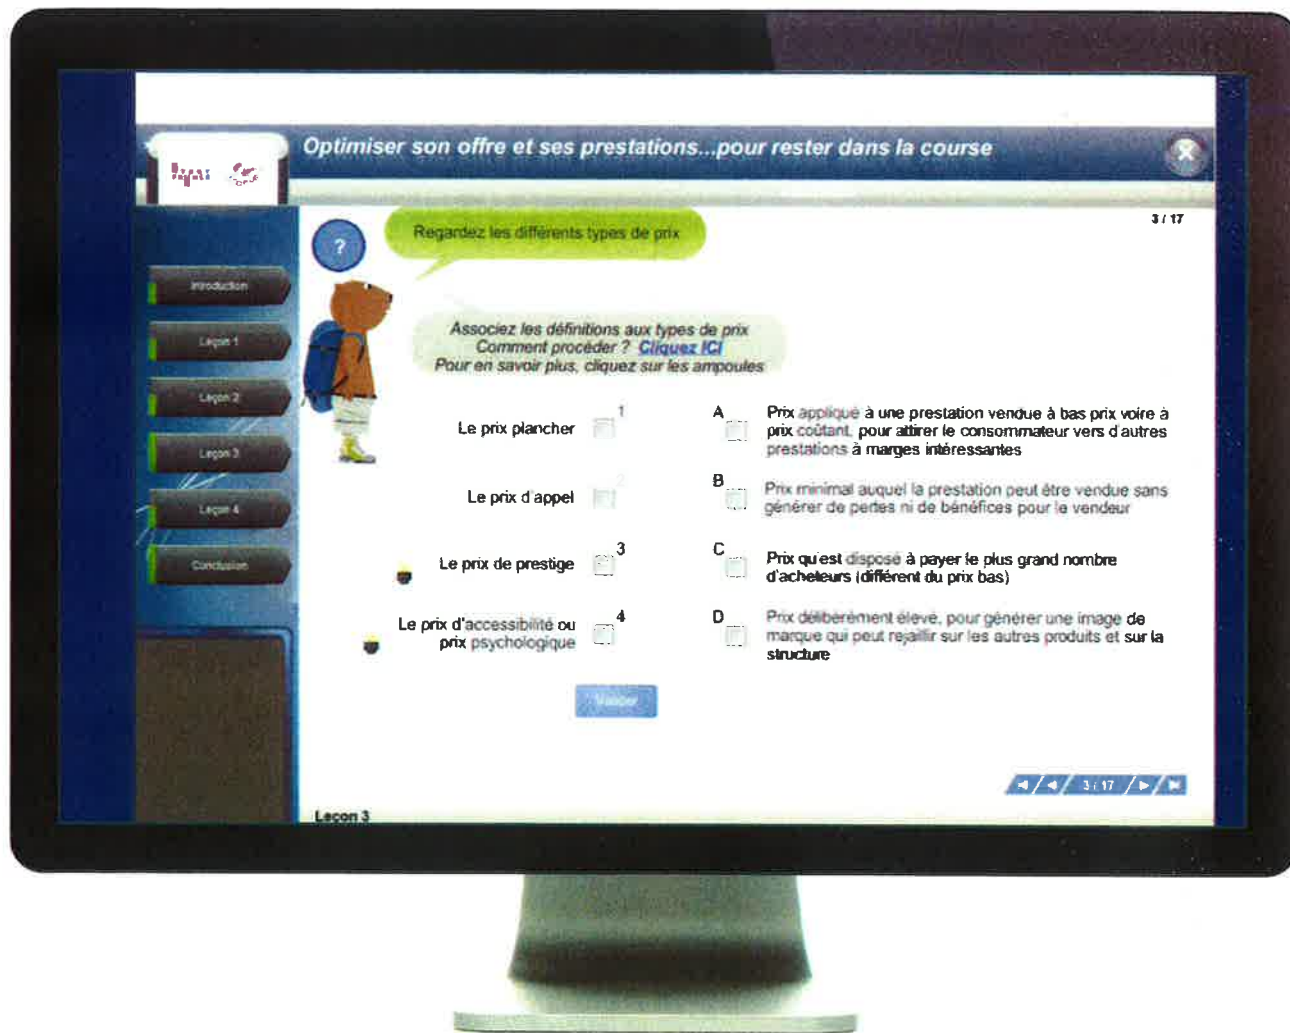 Optimiser son offre et ses prestations...pour rester dans la course
3 / 17
?
Regardez les différents types de prix
Introduction
Leçon 1
Leçon 2
Leçon 3
Leçon 4
Conclusion
Associez les définitions aux types de prix
Comment procéder ? Cliquez ICI
Pour en savoir plus, cliquez sur les ampoules
Le prix plancher 1
Le prix d'appel 2
Le prix de prestige 3
Le prix d'accessibilité ou 4
prix psychologique
A Prix appliqué à une prestation vendue à bas prix voire à
prix coûtant, pour attirer le consommateur vers d'autres
prestations à marges intéressantes
B Prix minimal auquel la prestation peut être vendue sans
générer de pertes ni de bénéfices pour le vendeur
C Prix qu'est disposé à payer le plus grand nombre
d'acheteurs (différent du prix bas)
D Prix délibérément élevé, pour générer une image de
marque qui peut rejaillir sur les autres produits et sur la
structure
Valider
3 / 17
Leçon 3